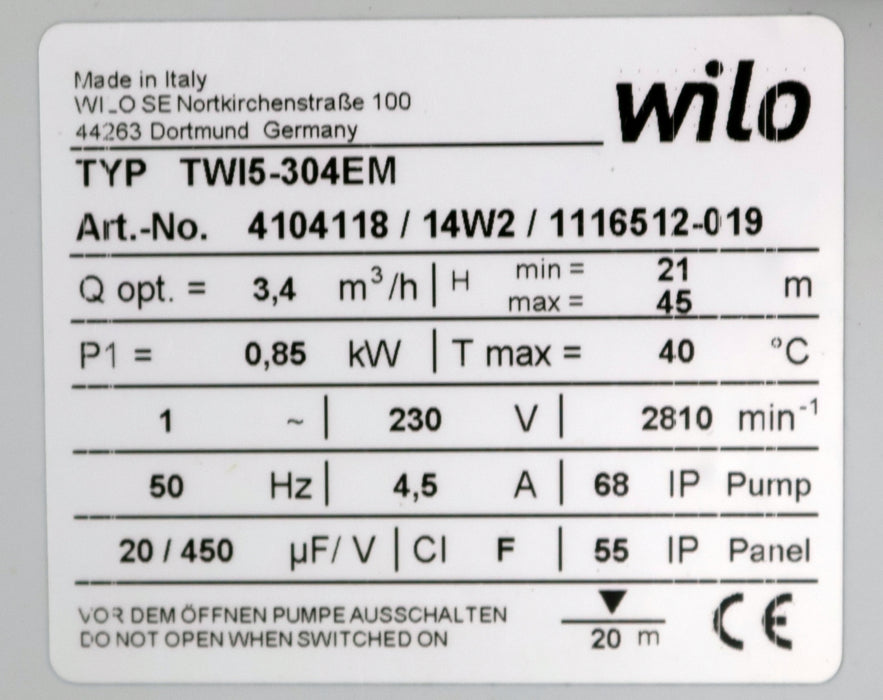 Made in Italy
WILO SE Nortkirchenstraße 100
44263 Dortmund Germany
wilo
TYP TWI5-304EM
Art.-No. 4104118 / 14W2 / 1116512-019
Q opt. = 3,4 m³/h | H min = 21 m
max = 45
P1 = 0,85 kW | T max = 40 °C
1 ~ | 230 V | 2810 min⁻¹
50 Hz | 4,5 A | 68 IP Pump
20 / 450 µF/ V | Cl F | 55 IP Panel
VOR DEM ÖFFNEN PUMPE AUSSCHALTEN
DO NOT OPEN WHEN SWITCHED ON
20 m
CE